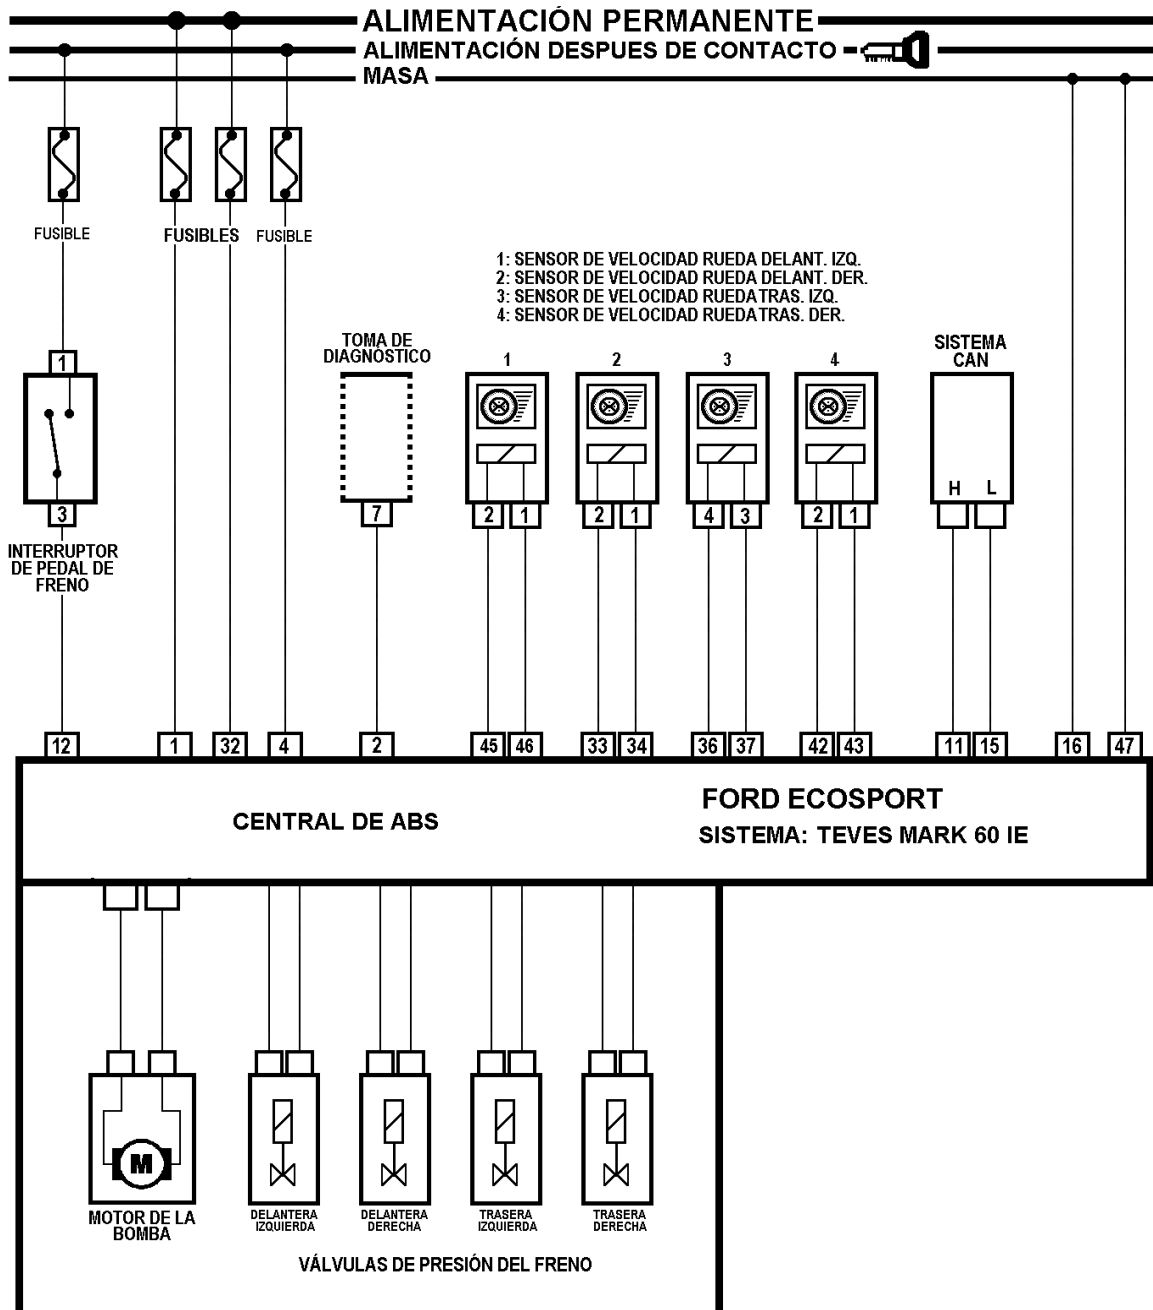 ALIMENTACIÓN PERMANENTE
ALIMENTACIÓN DESPUES DE CONTACTO
MASA
FUSIBLE
FUSIBLES
FUSIBLE
1: SENSOR DE VELOCIDAD RUEDA DELANT. IZQ.
2: SENSOR DE VELOCIDAD RUEDA DELANT. DER.
3: SENSOR DE VELOCIDAD RUEDA TRAS. IZQ.
4: SENSOR DE VELOCIDAD RUEDA TRAS. DER.
TOMA DE
DIAGNÓSTICO
1
2
3
4
SISTEMA
CAN
1
H L
3
7
2 1
2 1
4 3
2 1
INTERRUPTOR
DE PEDAL DE
FRENO
12 1 32 4 2 45 46 33 34 36 37 42 43 11 15 16 47
CENTRAL DE ABS
FORD ECOSPORT
SISTEMA: TEVES MARK 60 IE
M
MOTOR DE LA
BOMBA
DELANTERA
IZQUIERDA
DELANTERA
DERECHA
TRASERA
IZQUIERDA
TRASERA
DERECHA
VÁLVULAS DE PRESIÓN DEL FRENO